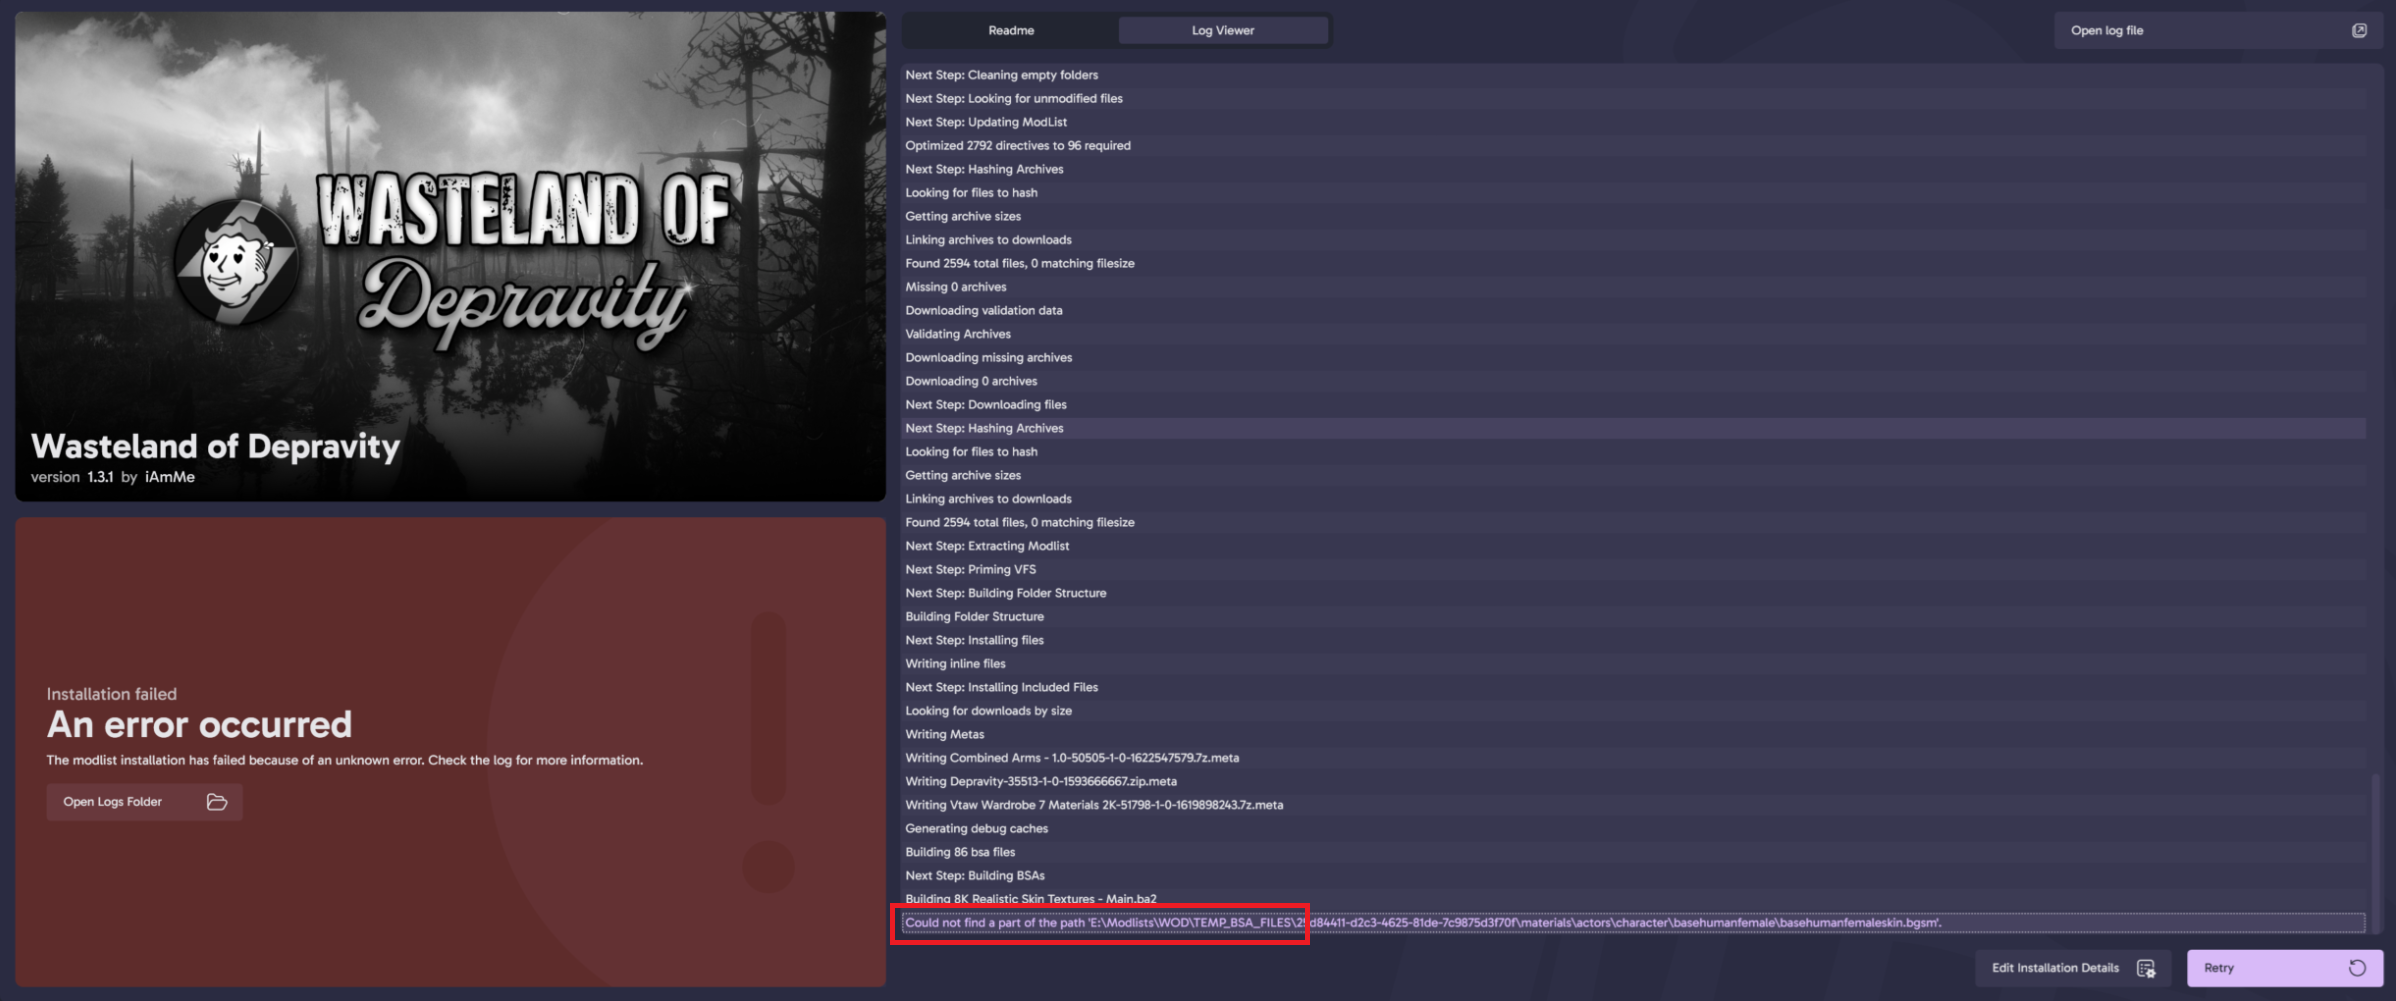 WASTELAND OF
Depravity
Wasteland of Depravity
version 1.3.1 by iAmMe
Installation failed
An error occurred
The modlist installation has failed because of an unknown error. Check the log for more information.
Open Logs Folder
Readme
Log Viewer
Open log file
Next Step: Cleaning empty folders
Next Step: Looking for unmodified files
Next Step: Updating ModList
Optimized 2792 directives to 96 required
Next Step: Hashing Archives
Looking for files to hash
Getting archive sizes
Linking archives to downloads
Found 2594 total files, 0 matching filesize
Missing 0 archives
Downloading validation data
Validating Archives
Downloading missing archives
Downloading 0 archives
Next Step: Downloading files
Next Step: Hashing Archives
Looking for files to hash
Getting archive sizes
Linking archives to downloads
Found 2594 total files, 0 matching filesize
Next Step: Extracting Modlist
Next Step: Priming VFS
Next Step: Building Folder Structure
Building Folder Structure
Next Step: Installing files
Writing inline files
Next Step: Installing Included Files
Looking for downloads by size
Writing Metas
Writing Combined Arms - 1.0-50505-1-0-1622547579.7z.meta
Writing Depravity-35513-1-0-1593666667.zip.meta
Writing Vtaw Wardrobe 7 Materials 2K-51798-1-0-1619898243.7z.meta
Generating debug caches
Building 86 bsa files
Next Step: Building BSAs
Building 8K Realistic Skin Textures - Main.ba2
Could not find a part of the path 'E:\Modlists\WOD\TEMP_BSA_FILES\25d84411-d2c3-4625-81de-7c9875d3f70f\materials\actors\character\basehumanfemale\basehumanfemaleskin.bgsm'.
Edit Installation Details
Retry